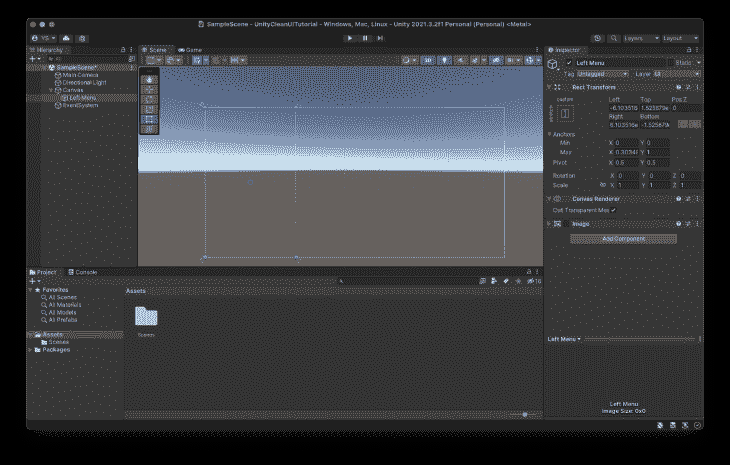 SampleScene - UnityCleanUITutorial - Windows, Mac, Linux - Unity 2021.3.2f1 Personal (Personal) <Metal>
YS
Layers
Layout
Hierarchy
All
SampleScene*
Main Camera
Directional Light
Canvas
Left Menu
EventSystem
Scene
Game
2D
Inspector
Left Menu
Static
Tag Untagged
Layer UI
Rect Transform
custom
stretch
Left Top Pos Z
-6.103516 1.525879e 0
Right Bottom
6.103516e -1.525879e
Anchors
Min X 0 Y 0
Max X 0.30348 Y 1
Pivot X 0.5 Y 0.5
Rotation X 0 Y 0 Z 0
Scale X 1 Y 1 Z 1
Canvas Renderer
Cull Transparent Mes
Image
Add Component
Project
Console
Favorites
All Scenes
All Materials
All Models
All Prefabs
Assets
Scenes
Packages
Assets
Scenes
Left Menu
Left Menu
Image Size: 0x0